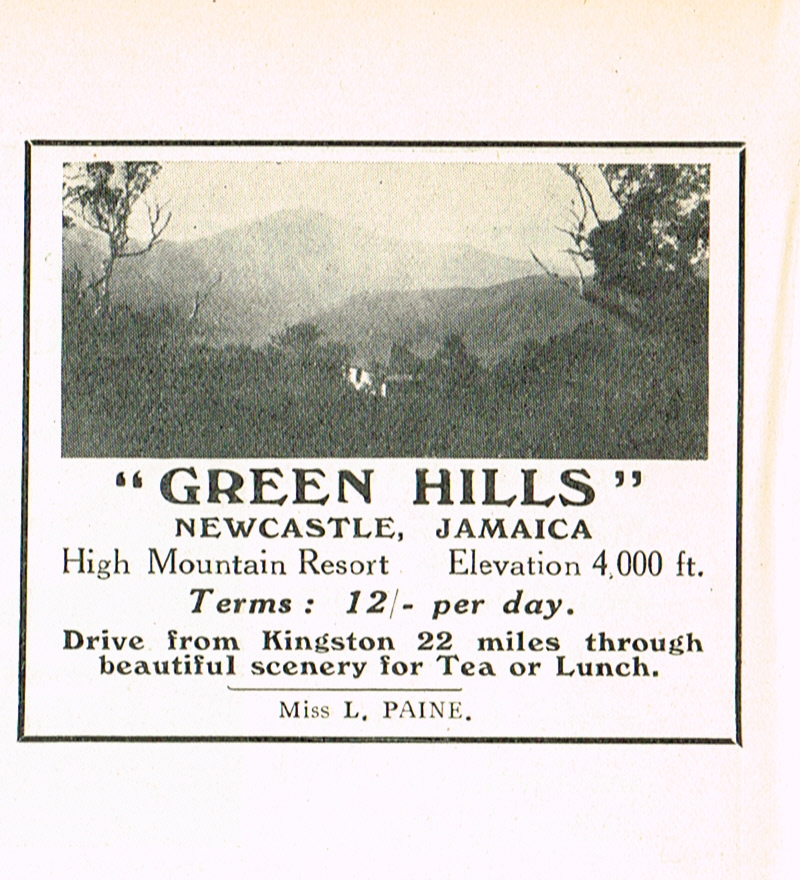 “GREEN HILLS”
NEWCASTLE, JAMAICA
High Mountain Resort Elevation 4,000 ft.
Terms: 12/- per day.
Drive from Kingston 22 miles through
beautiful scenery for Tea or Lunch.
Miss L. PAINE.